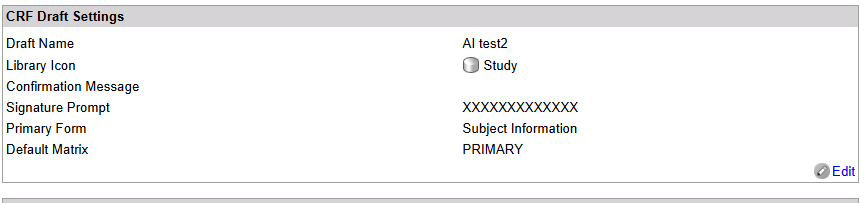 CRF Draft Settings
Draft Name AI test2
Library Icon Study
Confirmation Message
Signature Prompt XXXXXXXXXXXXX
Primary Form Subject Information
Default Matrix PRIMARY
Edit